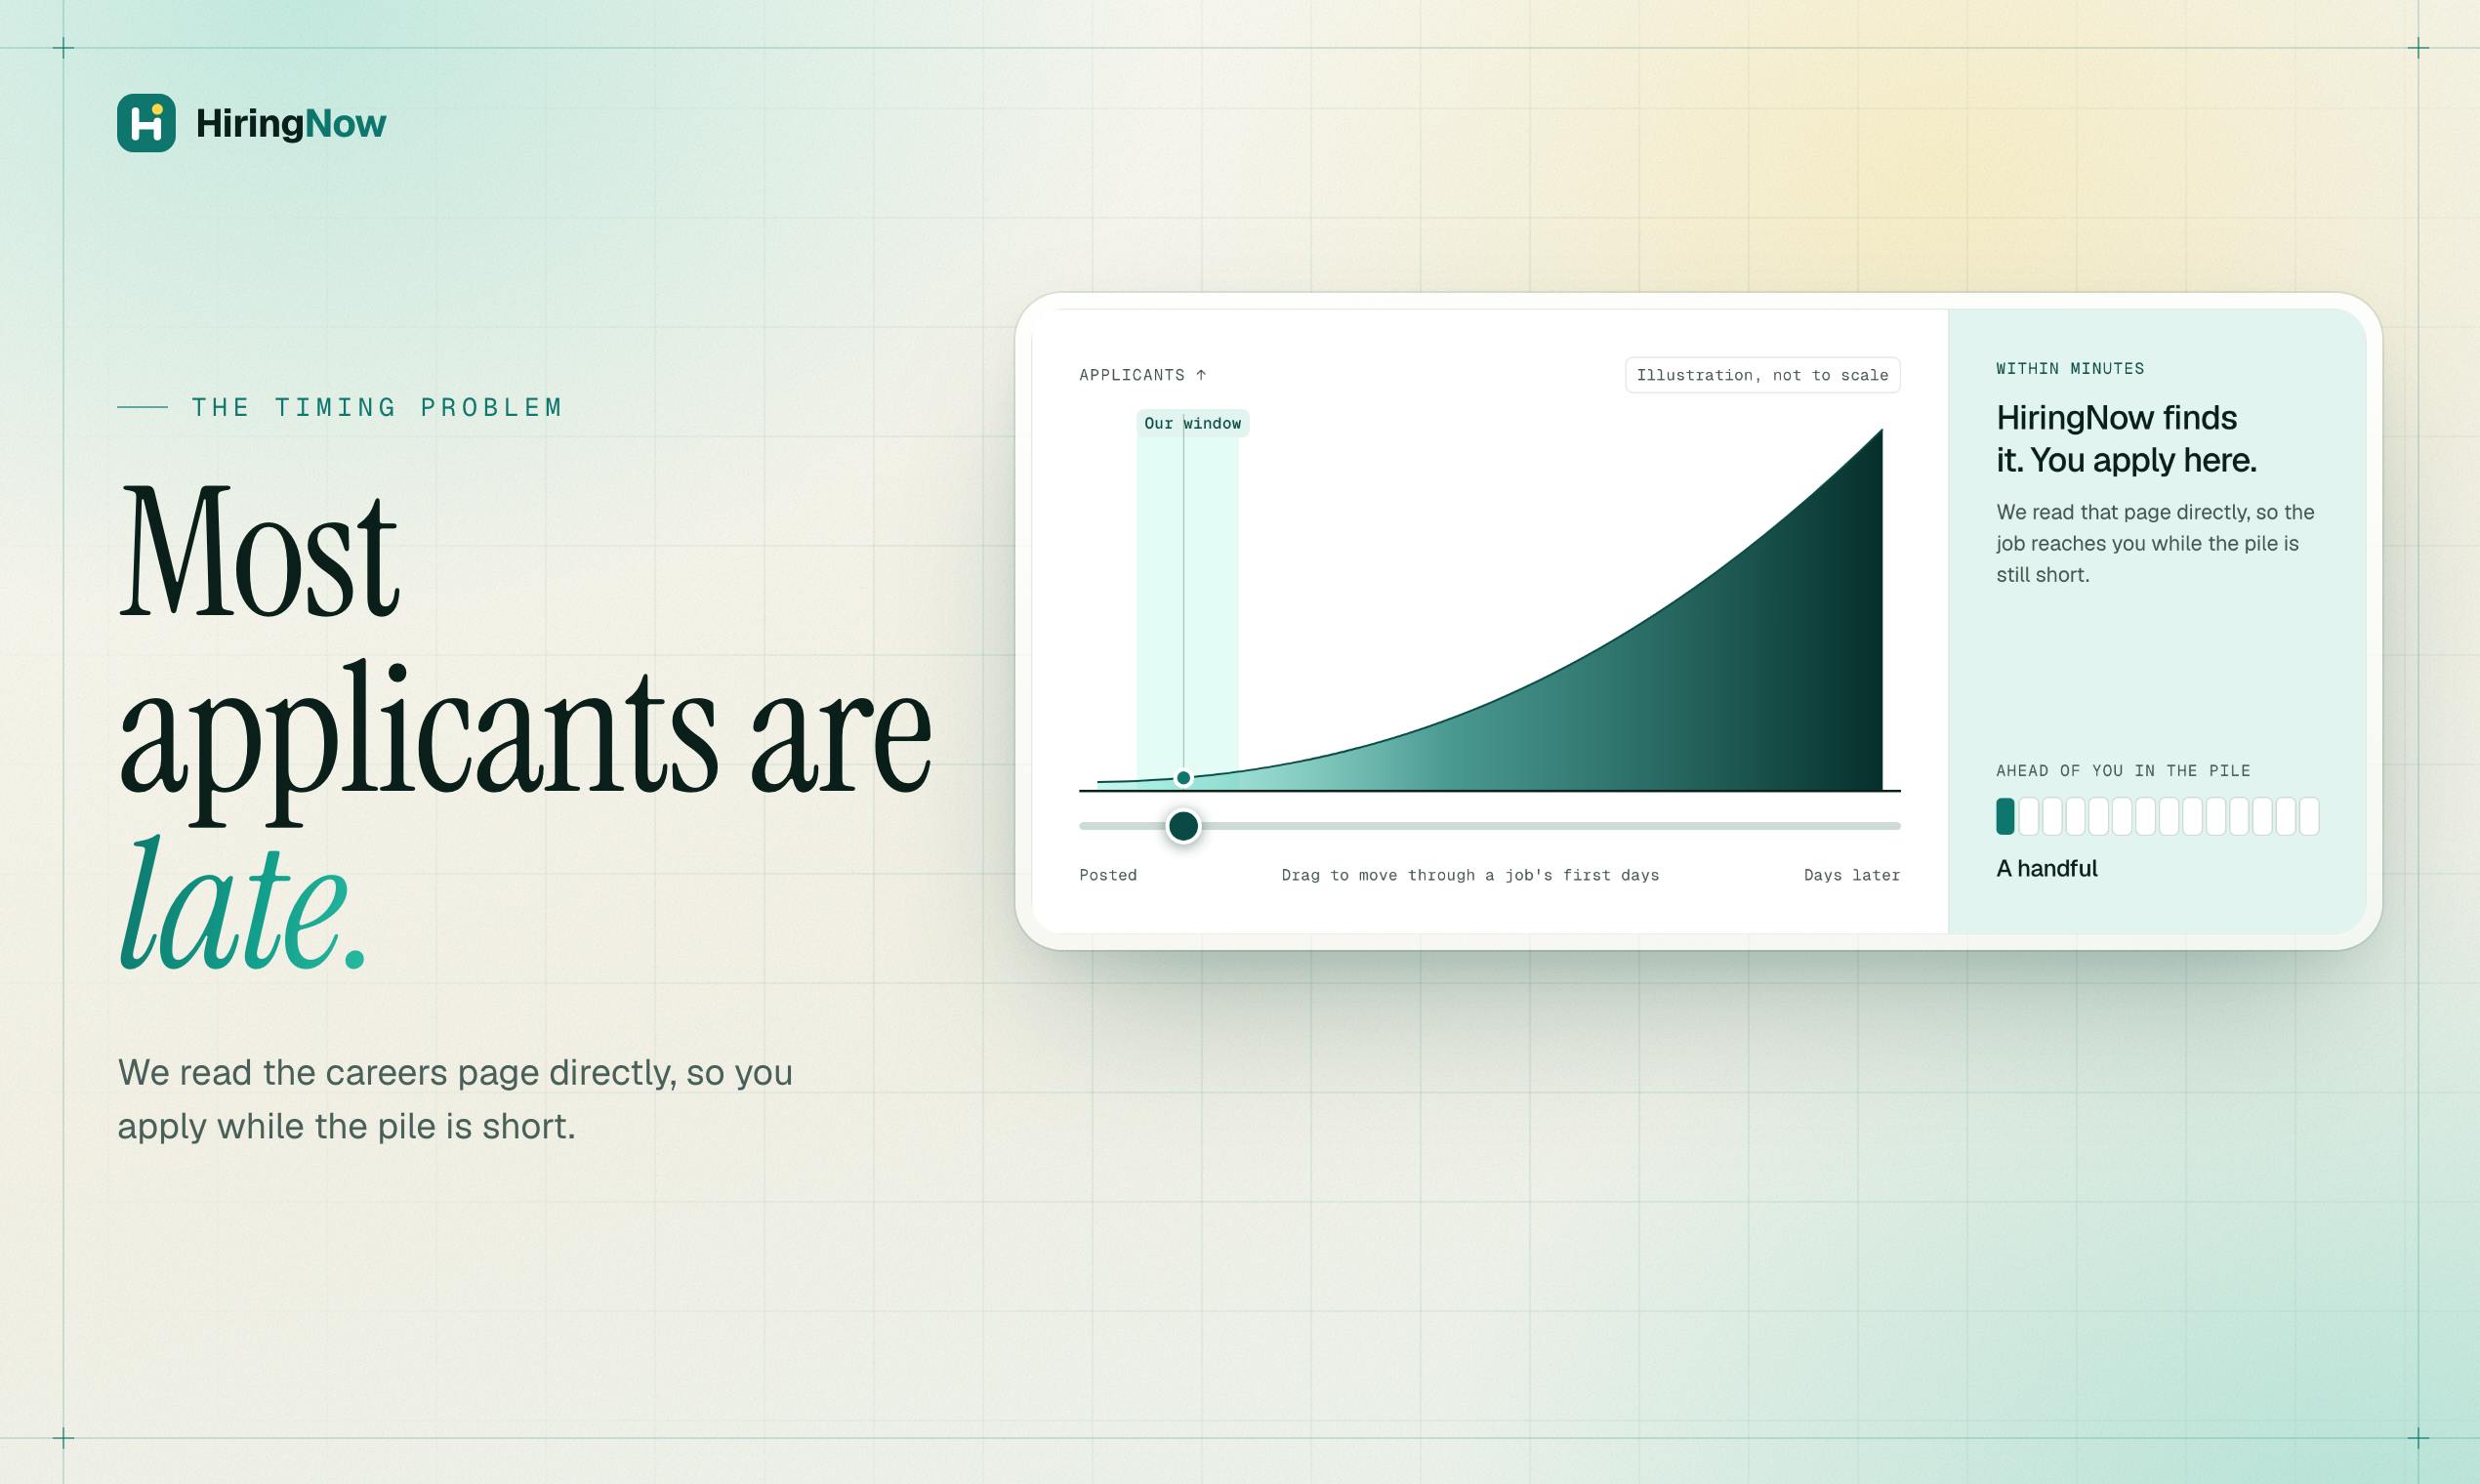 HiringNow
THE TIMING PROBLEM
Most
applicants are
late.
We read the careers page directly, so you
apply while the pile is short.
APPLICANTS ↑
Illustration, not to scale
Our window
Posted
Drag to move through a job's first days
Days later
WITHIN MINUTES
HiringNow finds
it. You apply here.
We read that page directly, so the
job reaches you while the pile is
still short.
AHEAD OF YOU IN THE PILE
A handful